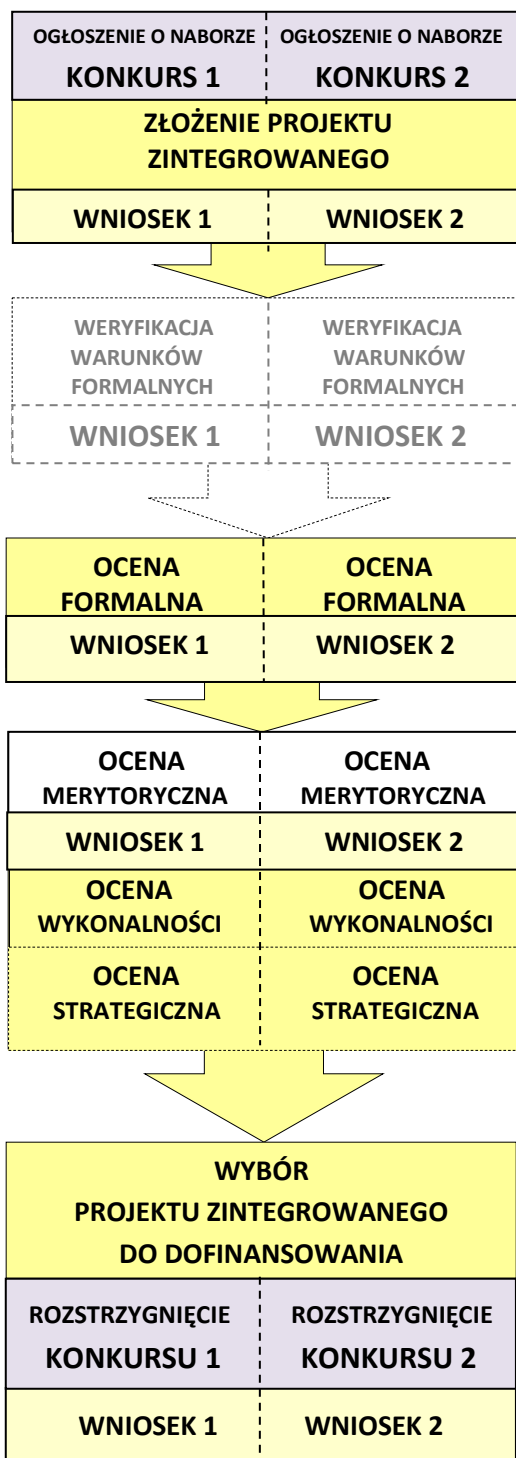 OGŁOSZENIE O NABORZE OGŁOSZENIE O NABORZE
KONKURS 1 KONKURS 2
ZŁOŻENIE PROJEKTU
ZINTEGROWANEGO
WNIOSEK 1 WNIOSEK 2
WERYFIKACJA WERYFIKACJA
WARUNKÓW WARUNKÓW
FORMALNYCH FORMALNYCH
WNIOSEK 1 WNIOSEK 2
OCENA OCENA
FORMALNA FORMALNA
WNIOSEK 1 WNIOSEK 2
OCENA OCENA
MERYTORYCZNA MERYTORYCZNA
WNIOSEK 1 WNIOSEK 2
OCENA OCENA
WYKONALNOŚCI WYKONALNOŚCI
OCENA OCENA
STRATEGICZNA STRATEGICZNA
WYBÓR
PROJEKTU ZINTEGROWANEGO
DO DOFINANSOWANIA
ROZSTRZYGNIĘCIE ROZSTRZYGNIĘCIE
KONKURSU 1 KONKURSU 2
WNIOSEK 1 WNIOSEK 2